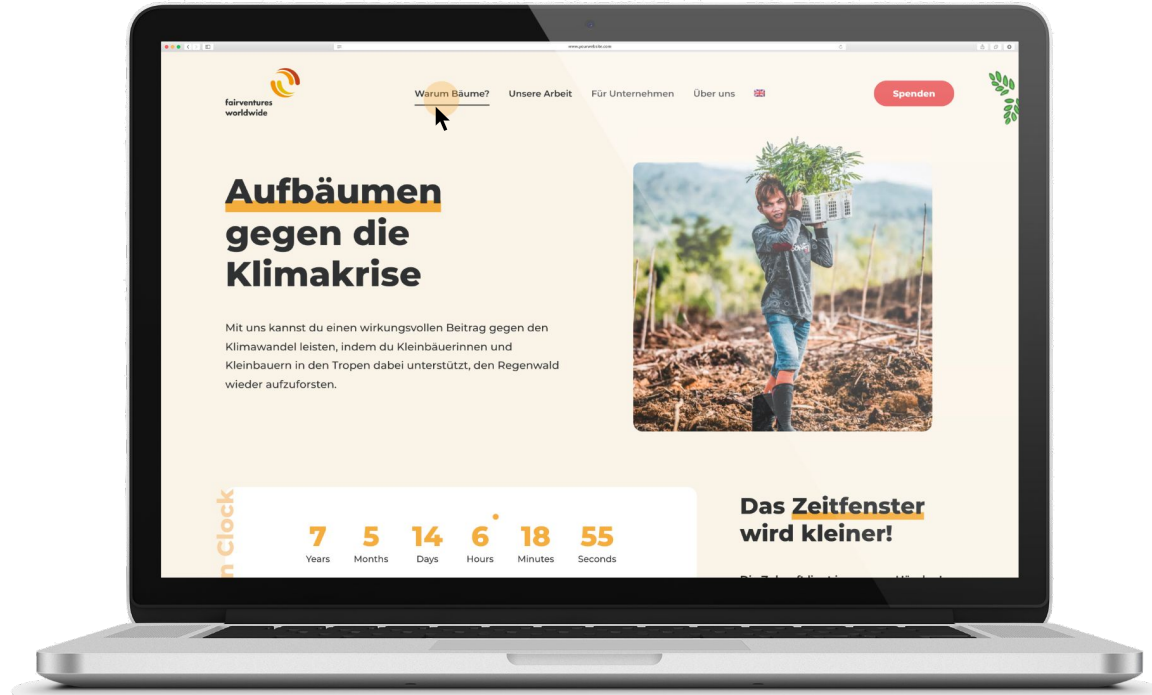 www.yourwebsite.com
fairventures
worldwide
Warum Bäume? Unsere Arbeit Für Unternehmen Über uns
Spenden
Aufbäumen
gegen die
Klimakrise
Mit uns kannst du einen wirkungsvollen Beitrag gegen den
Klimawandel leisten, indem du Kleinbäuerinnen und
Kleinbauern in den Tropen dabei unterstützt, den Regenwald
wieder aufzuforsten.
Clock
7 5 14 6 18 55
Years Months Days Hours Minutes Seconds
Das Zeitfenster
wird kleiner!